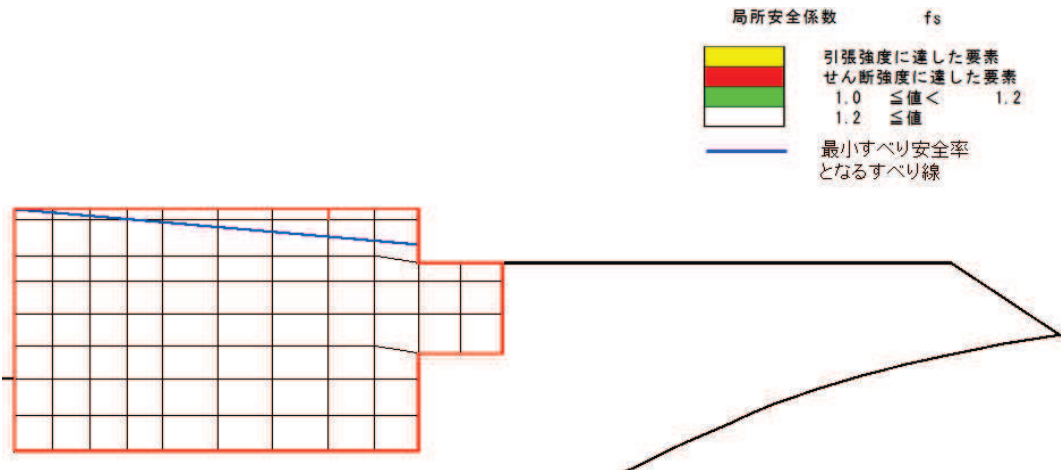 局所安全係数 fs
引張強度に達した要素
せん断強度に達した要素
1.0 ≦値< 1.2
1.2 ≦値
最小すべり安全率
となるすべり線